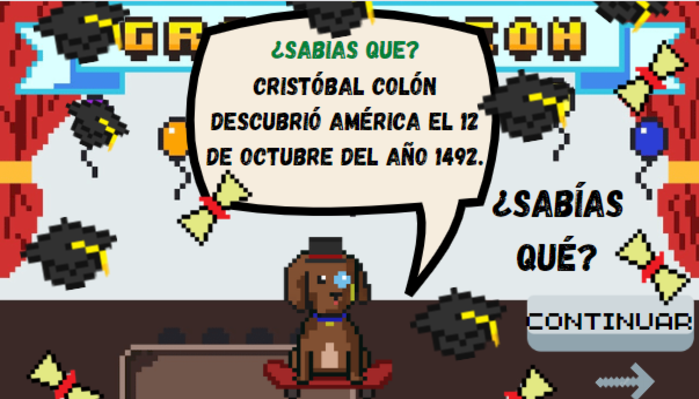 ¿SABIAS QUE?
CRISTÓBAL COLÓN
DESCUBRIÓ AMÉRICA EL 12
DE OCTUBRE DEL AÑO 1492.
¿SABÍAS
QUÉ?
CONTINUAR